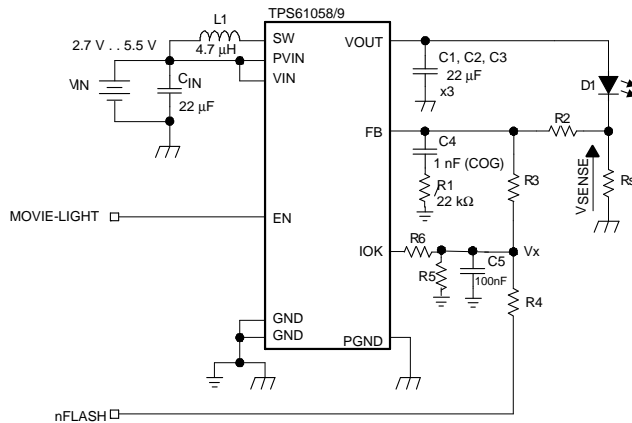 TPS61058/9
L1
4.7 µH
SW
PVIN
VIN
VOUT
2.7 V . . 5.5 V
VIN
CIN
22 µF
C1, C2, C3
22 µF
x3
D1
FB
R2
C4
1 nF (COG)
R1
22 kΩ
R3
VSENSE
Rs
MOVIE-LIGHT
EN
IOK
R6
R5
C5
100nF
Vx
R4
GND
GND
PGND
nFLASH